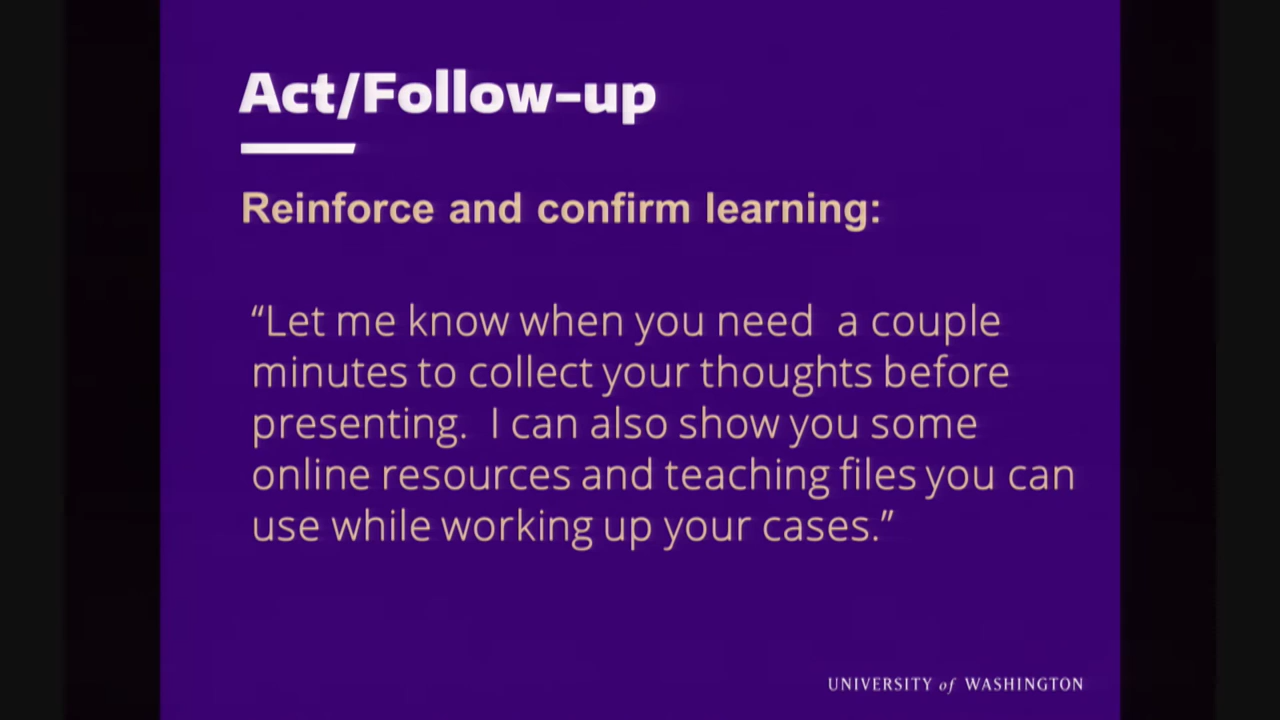 Act/Follow-up
Reinforce and confirm learning:
“Let me know when you need  a couple
minutes to collect your thoughts before
presenting.  I can also show you some
online resources and teaching files you can
use while working up your cases.”
UNIVERSITY of WASHINGTON